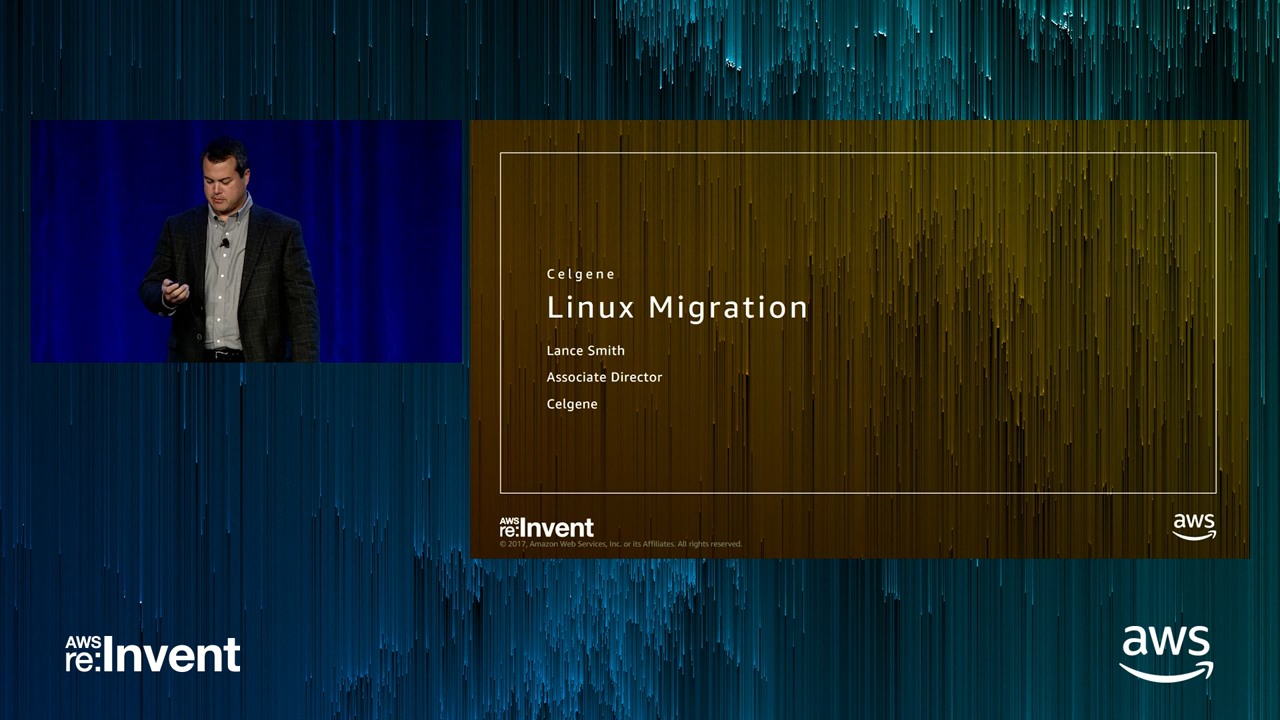 Celgene
Linux Migration
Lance Smith
Associate Director
Celgene
AWS
re:Invent
© 2017, Amazon Web Services, Inc. or its Affiliates. All rights reserved.
aws
AWS
re:Invent
aws